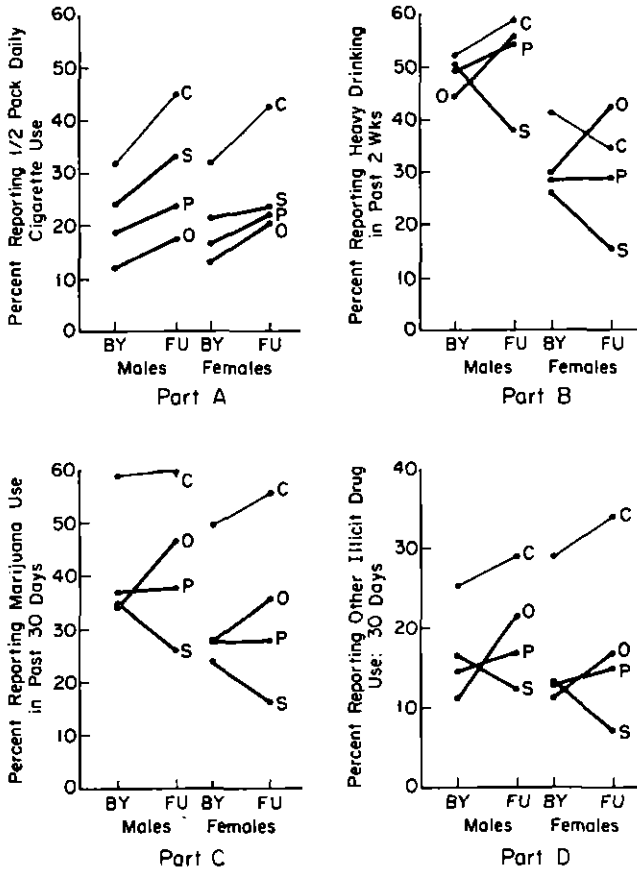 Percent Reporting 1/2 Pack Daily
Cigarette Use
60
50
40
30
20
10
0
C
S
P
O
C
S
P
O
BY FU BY FU
Males Females
Part A
Percent Reporting Heavy Drinking
in Past 2 Wks
60
50
40
30
20
10
0
O
C
P
S
O
C
P
S
BY FU BY FU
Males Females
Part B
Percent Reporting Marijuana Use
in Past 30 Days
60
50
40
30
20
10
0
C
O
P
S
C
O
P
S
BY FU BY FU
Males Females
Part C
Percent Reporting Other Illicit Drug
Use: 30 Days
40
30
20
10
0
C
O
P
S
C
O
P
S
BY FU BY FU
Males Females
Part D